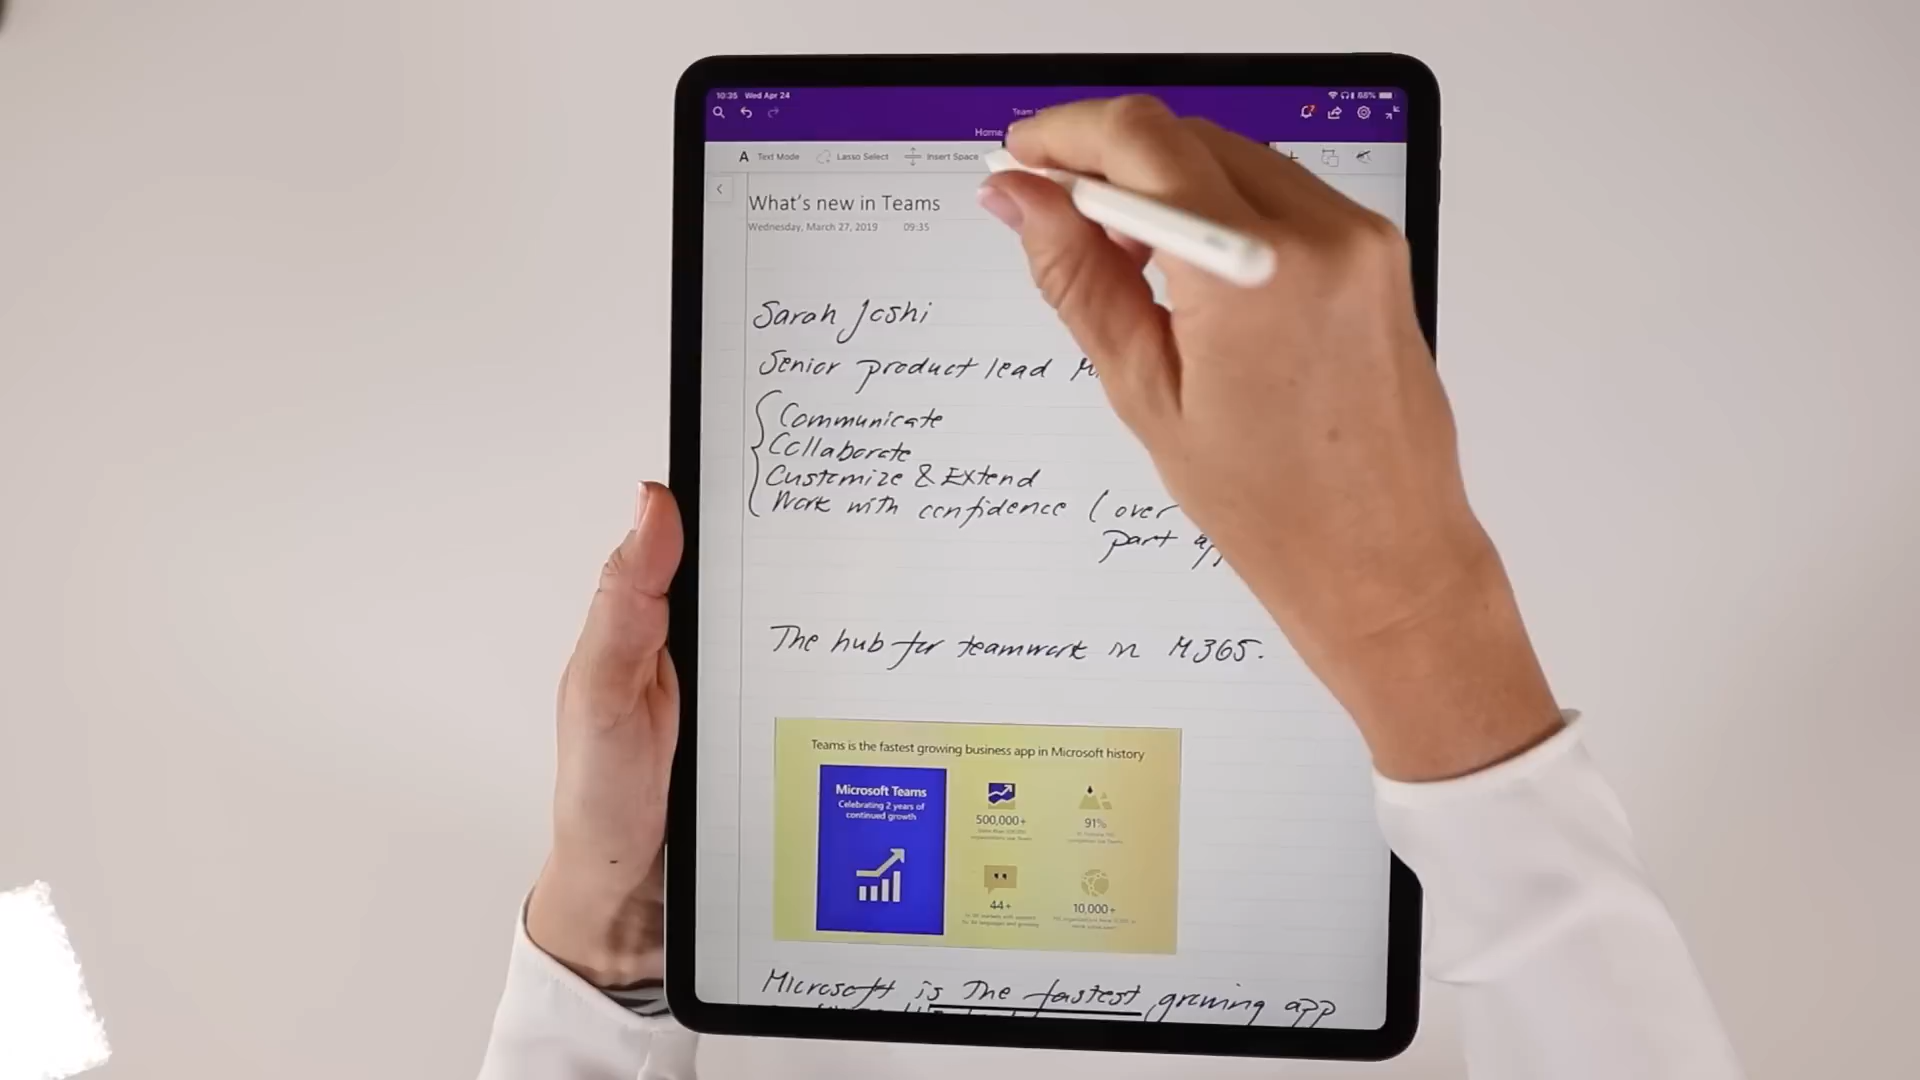 10:35 Wed Apr 24
68%
Team
Home
Text Mode
Lasso Select
Insert Space
What's new in Teams
Wednesday, March 27, 2019 09:35
Sarah Joshi
Senior product lead
Communicate
Collaborate
Customize & Extend
Work with confidence (over
part
The hub for teamwork in M365.
Teams is the fastest growing business app in Microsoft history
Microsoft Teams
Celebrating 2 years of
continued growth
500,000+
91%
44+
10,000+
Microsoft is the fastest growing app